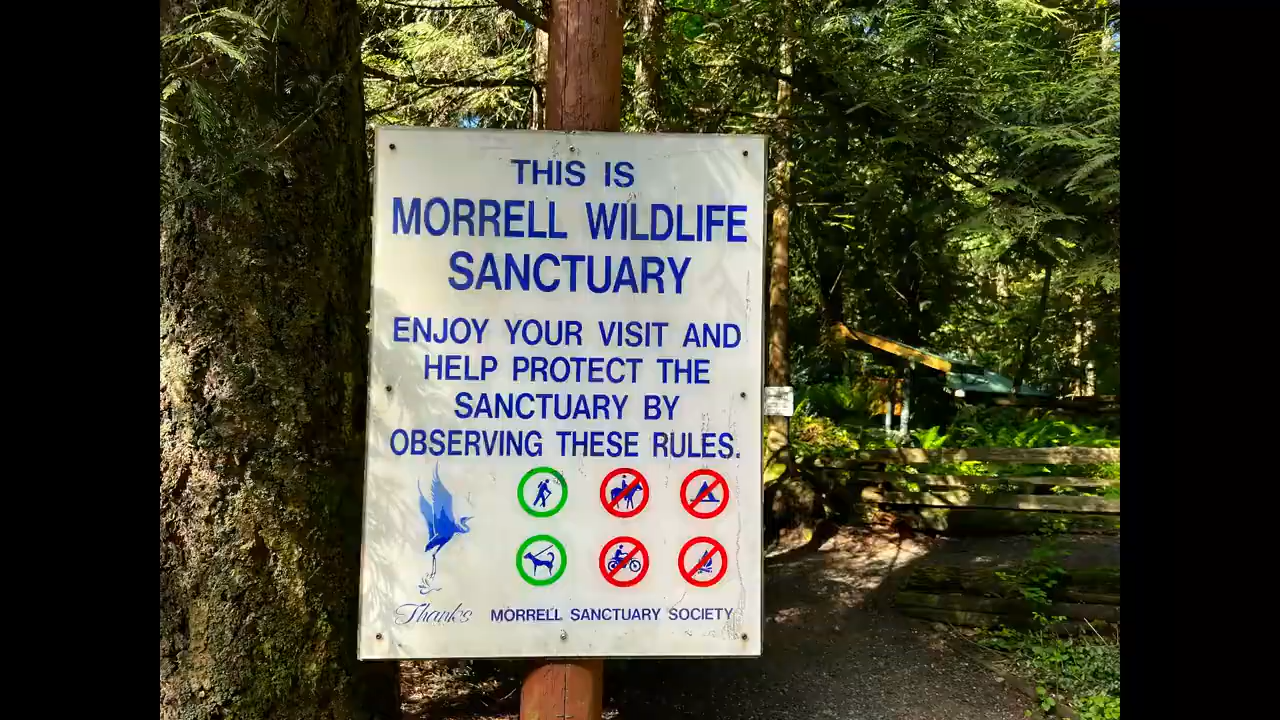 THIS IS
MORRELL WILDLIFE
SANCTUARY
ENJOY YOUR VISIT AND
HELP PROTECT THE
SANCTUARY BY
OBSERVING THESE RULES.
Thanks MORRELL SANCTUARY SOCIETY